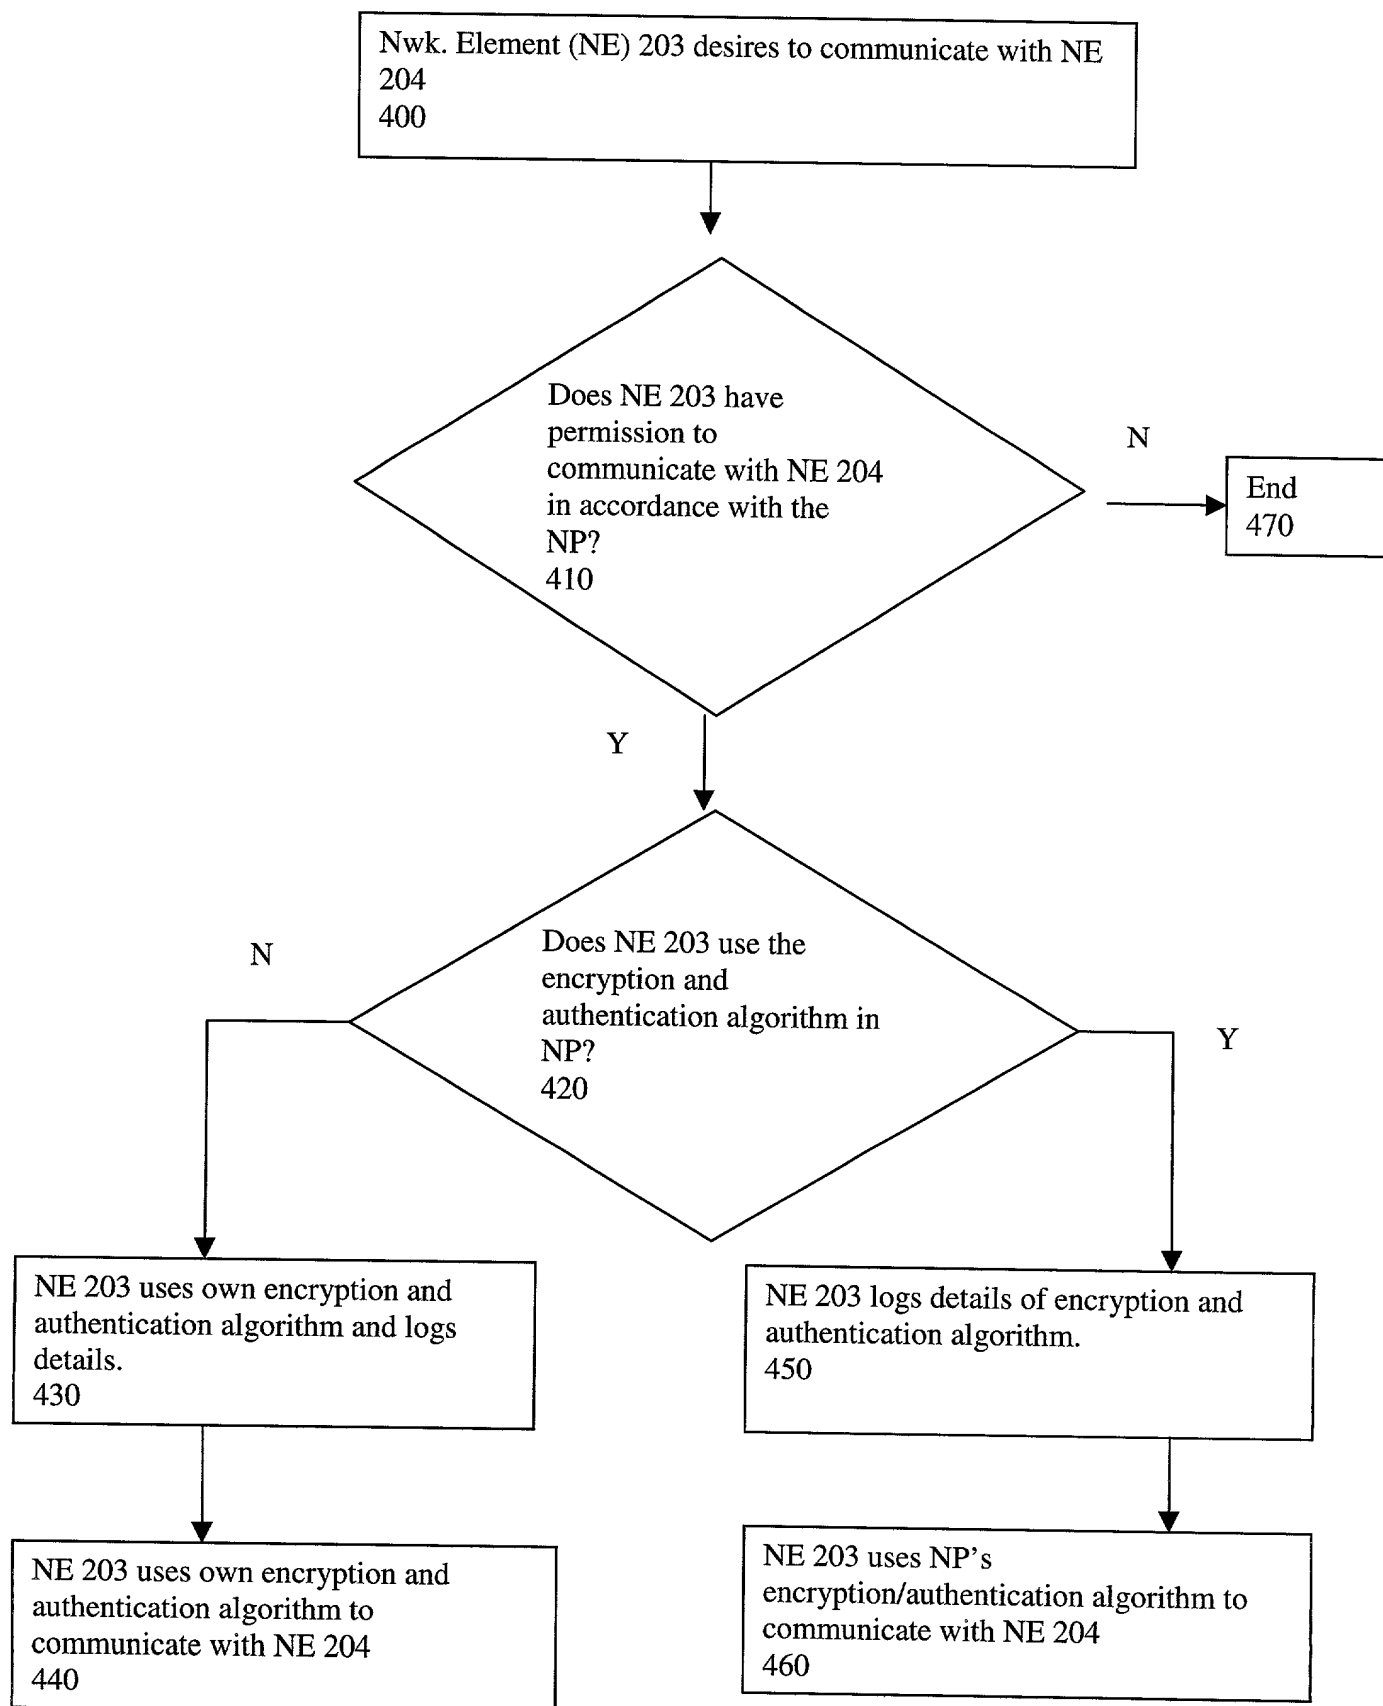 Nwk. Element (NE) 203 desires to communicate with NE
204
400
Does NE 203 have
permission to
communicate with NE 204
in accordance with the
NP?
410
N
End
470
Y
Does NE 203 use the
encryption and
authentication algorithm in
NP?
420
N
Y
NE 203 uses own encryption and
authentication algorithm and logs
details.
430
NE 203 logs details of encryption and
authentication algorithm.
450
NE 203 uses own encryption and
authentication algorithm to
communicate with NE 204
440
NE 203 uses NP's
encryption/authentication algorithm to
communicate with NE 204
460